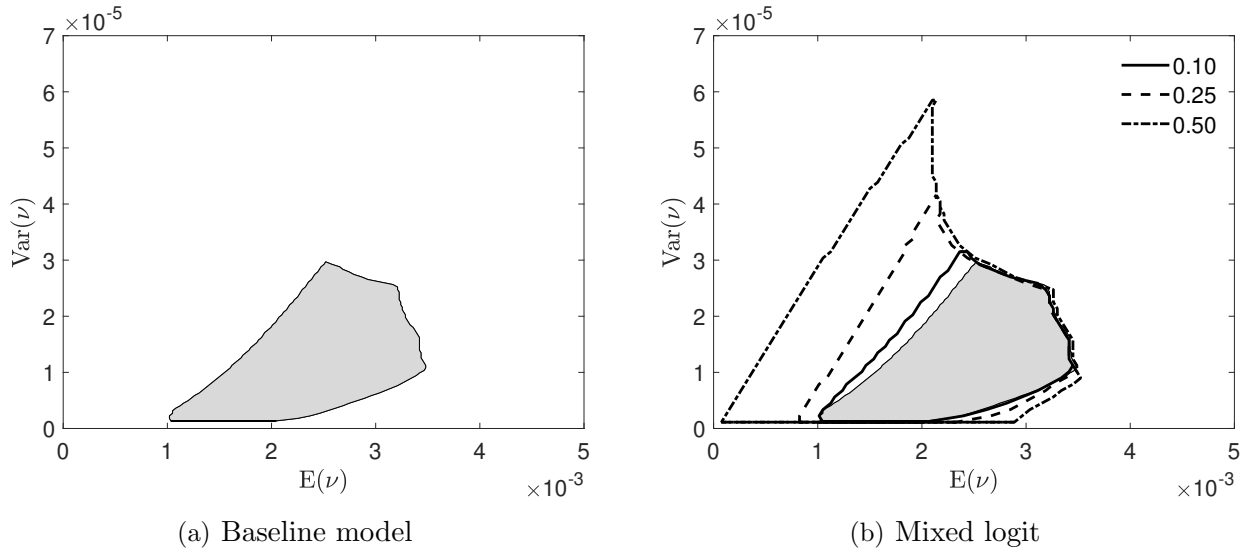 ×10⁻⁵
7
6
5
4
3
2
1
0
Var(ν)
0 1 2 3 4 5
E(ν)
×10⁻³
(a) Baseline model
×10⁻⁵
7
6
5
4
3
2
1
0
Var(ν)
0.10
0.25
0.50
0 1 2 3 4 5
E(ν)
×10⁻³
(b) Mixed logit